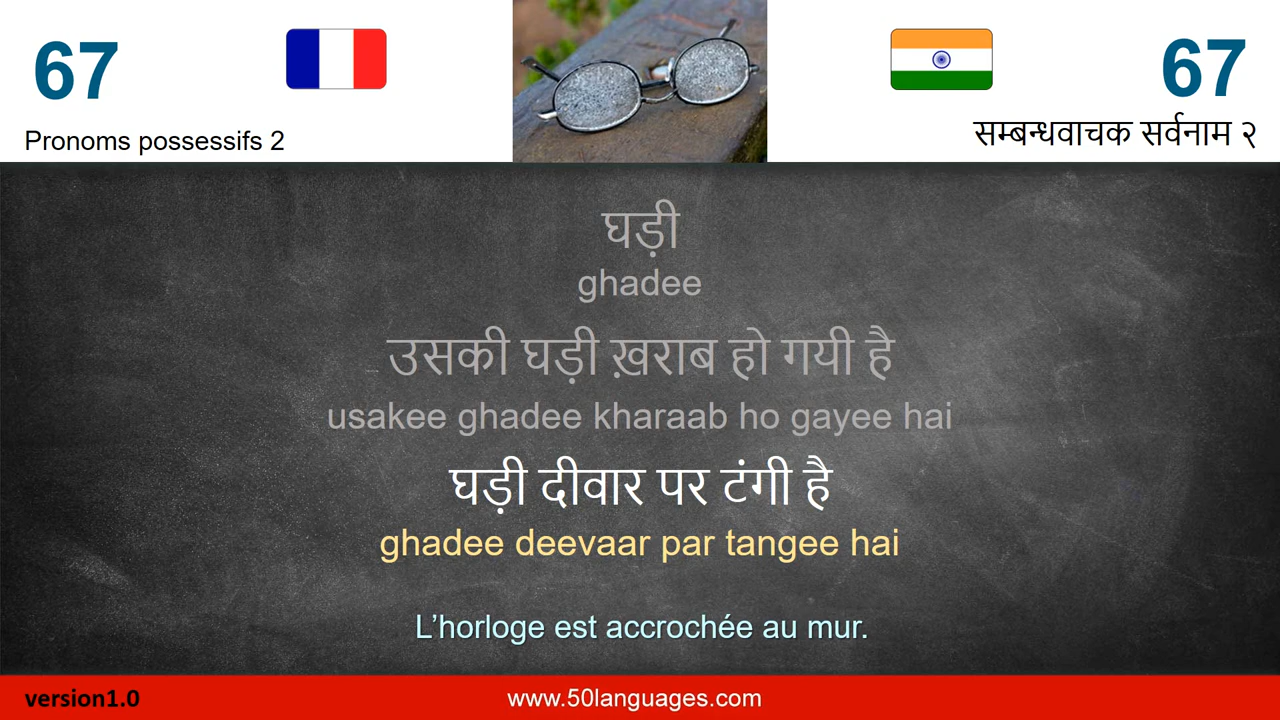 67
67
Pronoms possessifs 2
सम्बन्धवाचक सर्वनाम २
घड़ी
ghadee
उसकी घड़ी ख़राब हो गयी है
usakee ghadee kharaab ho gayee hai
घड़ी दीवार पर टंगी है
ghadee deevaar par tangee hai
L’horloge est accrochée au mur.
version1.0
www.50languages.com